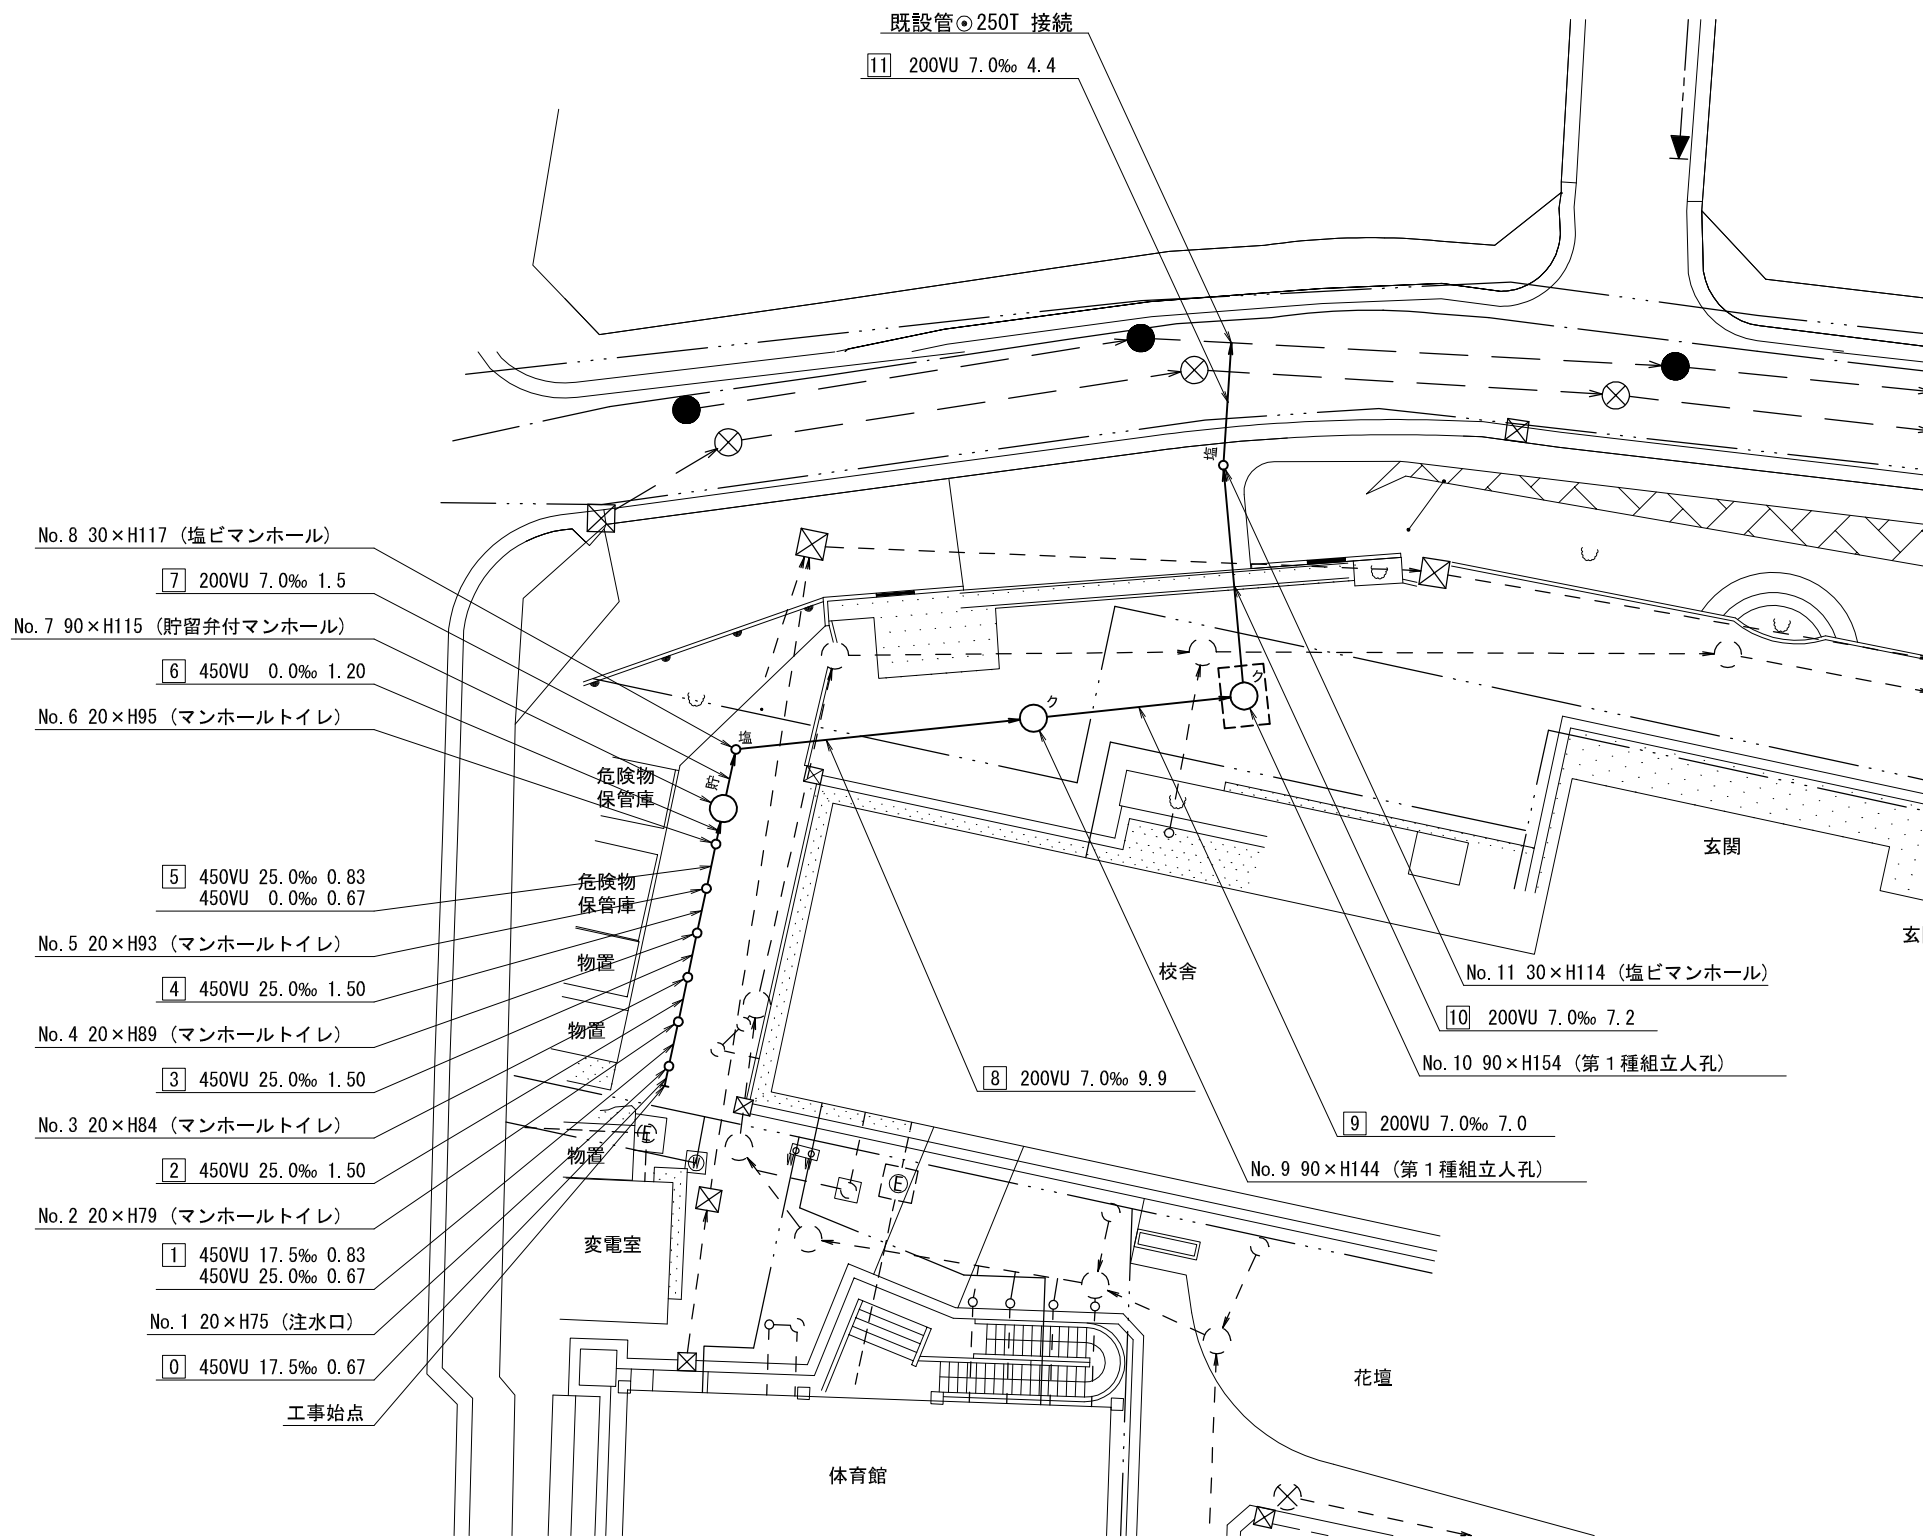 既設管◉250T 接続
11 200VU 7.0‰ 4.4
塩
No.8 30×H117 (塩ビマンホール)
7 200VU 7.0‰ 1.5
No.7 90×H115 (貯留弁付マンホール)
6 450VU 0.0‰ 1.20
No.6 20×H95 (マンホールトイレ)
ク
ク
塩
貯
危険物
保管庫
5 450VU 25.0‰ 0.83
450VU 0.0‰ 0.67
危険物
保管庫
玄関
玄
No.5 20×H93 (マンホールトイレ)
物置
校舎
No.11 30×H114 (塩ビマンホール)
4 450VU 25.0‰ 1.50
10 200VU 7.0‰ 7.2
No.4 20×H89 (マンホールトイレ)
物置
No.10 90×H154 (第1種組立人孔)
3 450VU 25.0‰ 1.50
8 200VU 7.0‰ 9.9
No.3 20×H84 (マンホールトイレ)
9 200VU 7.0‰ 7.0
E
物置
W
W
W
2 450VU 25.0‰ 1.50
E
No.9 90×H144 (第1種組立人孔)
No.2 20×H79 (マンホールトイレ)
変電室
1 450VU 17.5‰ 0.83
450VU 25.0‰ 0.67
No.1 20×H75 (注水口)
0 450VU 17.5‰ 0.67
花壇
工事始点
体育館